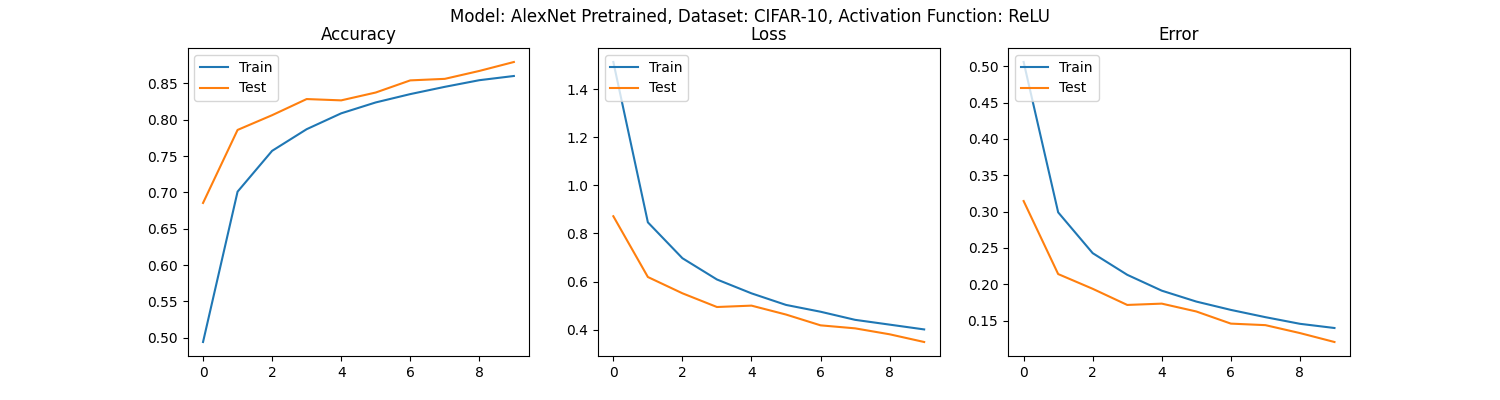 Model: AlexNet Pretrained, Dataset: CIFAR-10, Activation Function: ReLU
Accuracy
Train
Test
0.85
0.80
0.75
0.70
0.65
0.60
0.55
0.50
0 2 4 6 8
Loss
Train
Test
1.4
1.2
1.0
0.8
0.6
0.4
0 2 4 6 8
Error
Train
Test
0.50
0.45
0.40
0.35
0.30
0.25
0.20
0.15
0 2 4 6 8